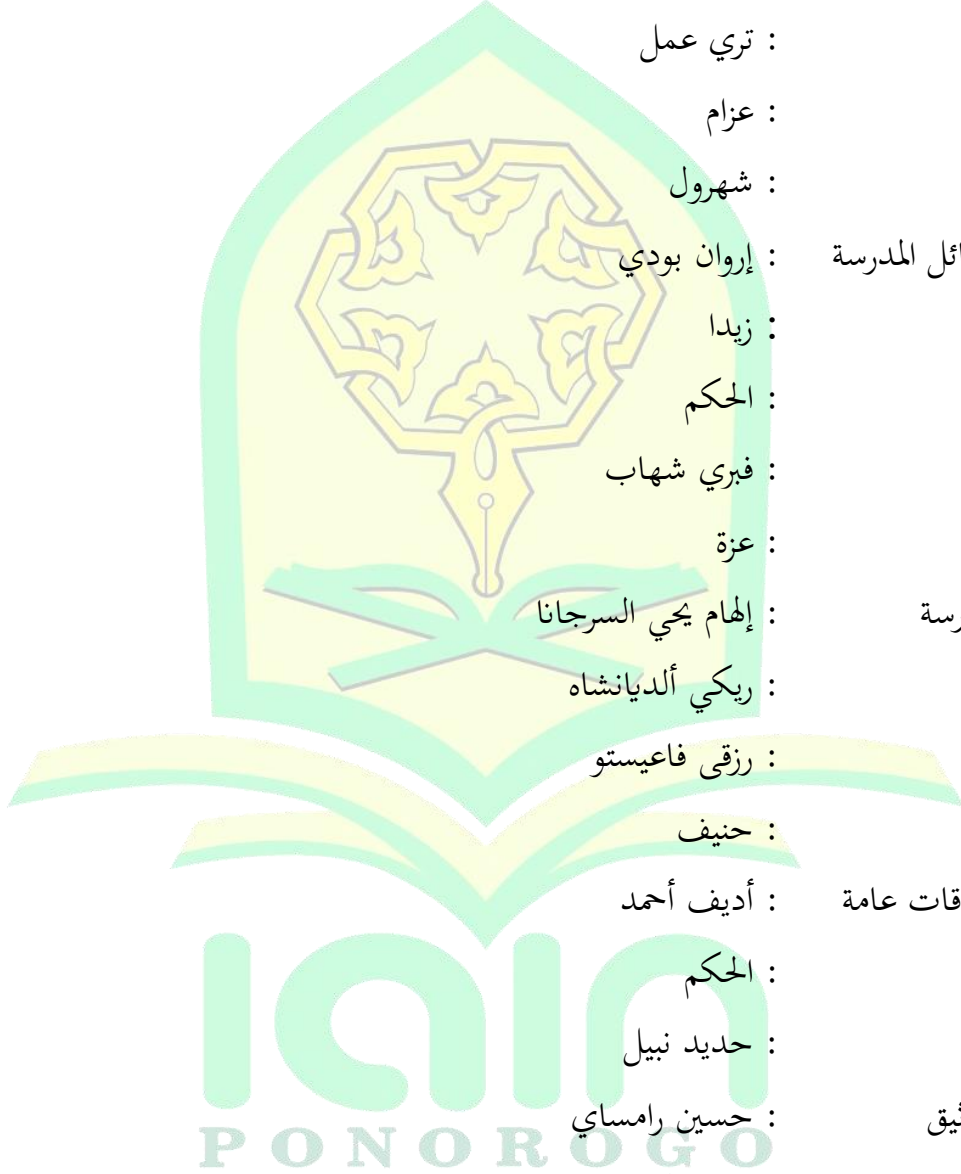 : تري عمل
: عزام
: شهرول
ائل المدرسة : إروان بودي
: زيدا
: الحكم
: فبري شهاب
: عزة
رسة : إلهام يحي السرجانا
: ريكي ألديانشاه
: رزقى فاعيستو
: حنيف
قات عامة : أديف أحمد
: الحكم
: حديد نبيل
ثيق : حسين رامساي
iain
PONOROGO